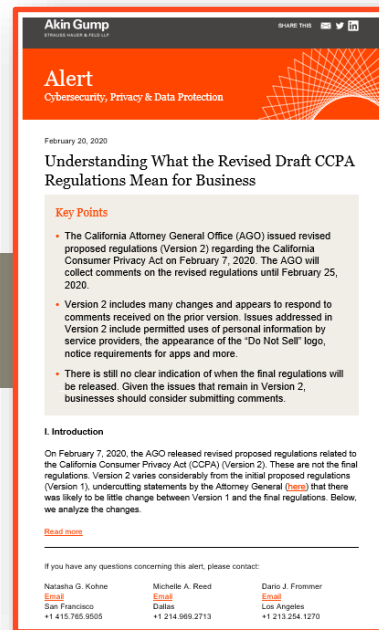 Akin Gump
STRAUSS HAUER & FELD LLP
SHARE THIS
Alert
Cybersecurity, Privacy & Data Protection
February 20, 2020
Understanding What the Revised Draft CCPA
Regulations Mean for Business
Key Points
• The California Attorney General Office (AGO) issued revised
proposed regulations (Version 2) regarding the California
Consumer Privacy Act on February 7, 2020. The AGO will
collect comments on the revised regulations until February 25,
2020.
• Version 2 includes many changes and appears to respond to
comments received on the prior version. Issues addressed in
Version 2 include permitted uses of personal information by
service providers, the appearance of the “Do Not Sell” logo,
notice requirements for apps and more.
• There is still no clear indication of when the final regulations will
be released. Given the issues that remain in Version 2,
businesses should consider submitting comments.
I. Introduction
On February 7, 2020, the AGO released revised proposed regulations related to
the California Consumer Privacy Act (CCPA) (Version 2). These are not the final
regulations. Version 2 varies considerably from the initial proposed regulations
(Version 1), undercutting statements by the Attorney General (here) that there
was likely to be little change between Version 1 and the final regulations. Below,
we analyze the changes.
Read more
If you have any questions concerning this alert, please contact:
Natasha G. Kohne Michelle A. Reed Dario J. Frommer
Email Email Email
San Francisco Dallas Los Angeles
+1 415.765.9505 +1 214.969.2713 +1 213.254.1270